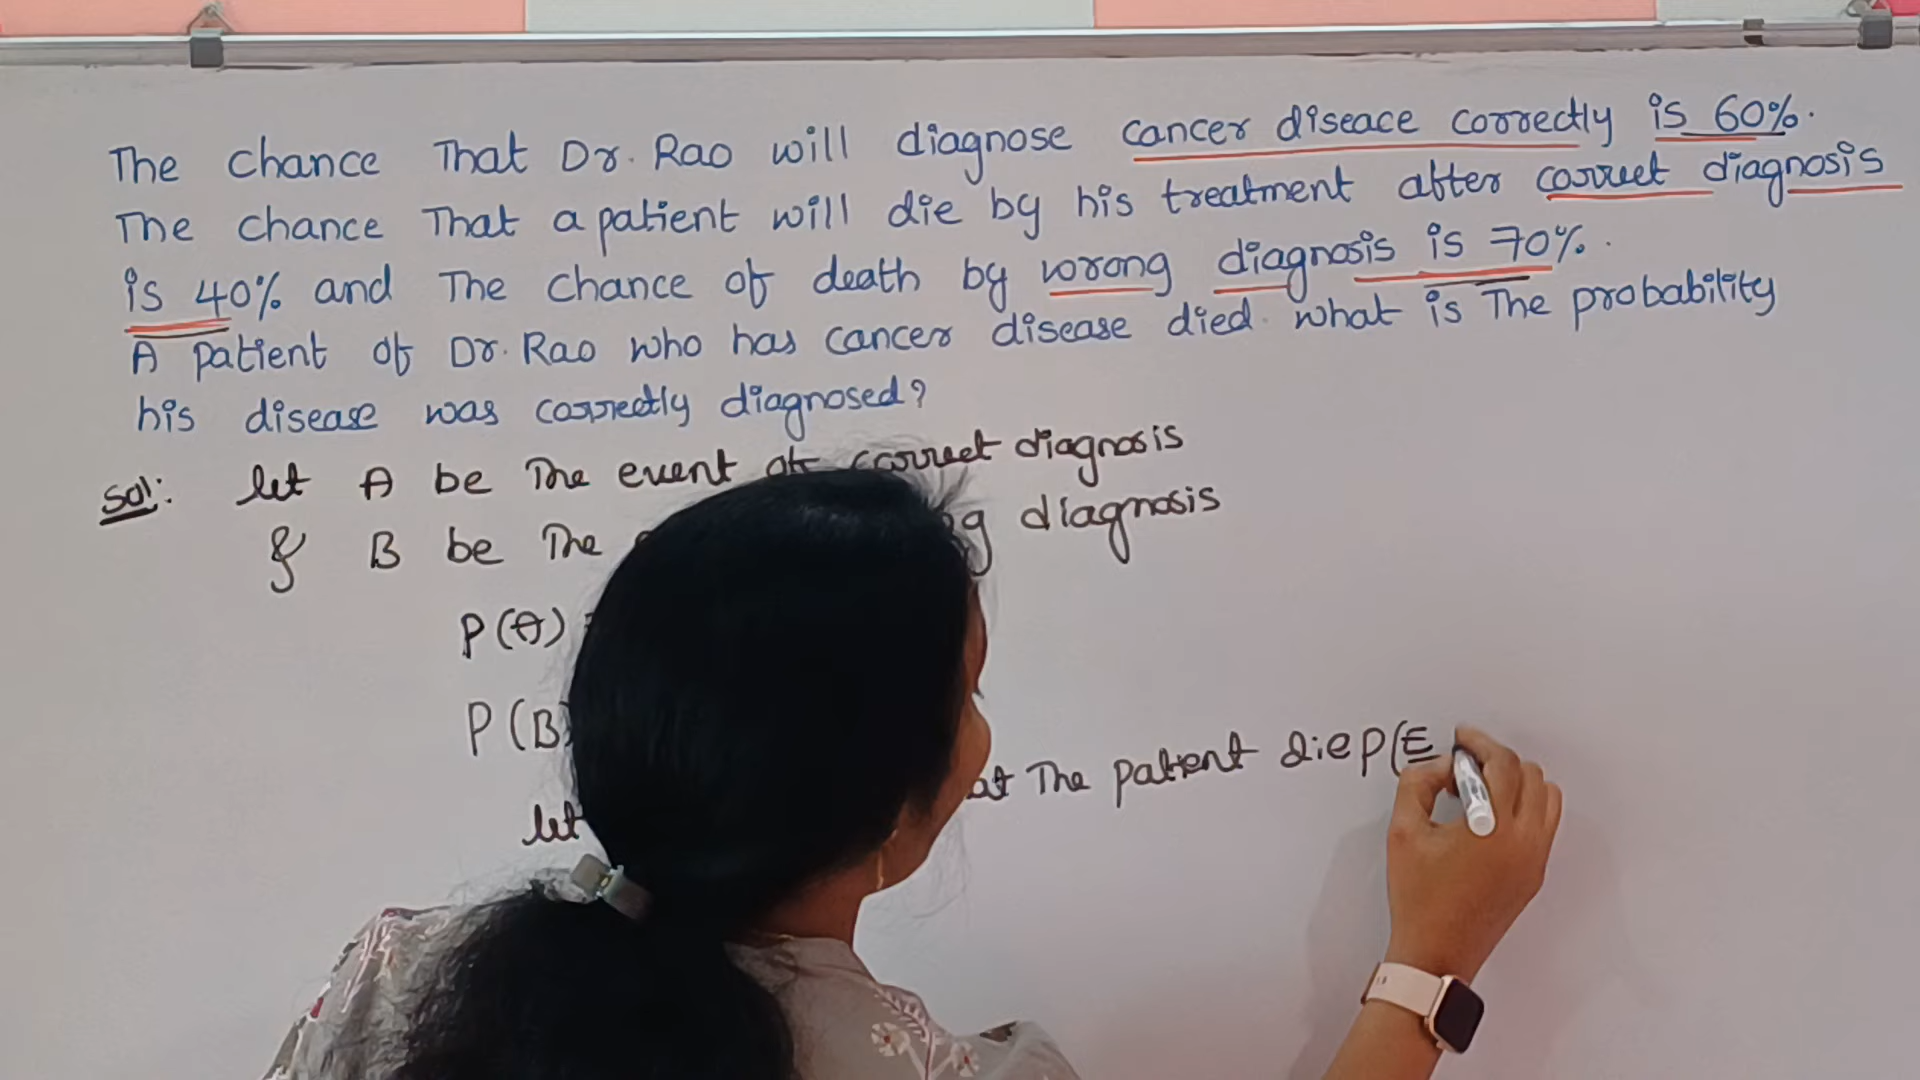 The chance That Dr. Rao will diagnose cancer diseace correctly is 60%.
The chance That a patient will die by his treatment after correct diagnosis
is 40% and The chance of death by wrong diagnosis is 70%.
A patient of Dr. Rao who has cancer disease died. what is The probability
his disease was correctly diagnosed?
Sol: let A be The event of correct diagnosis
& B be The diagnosis
P(A)
P(B)
let The patient die P(E